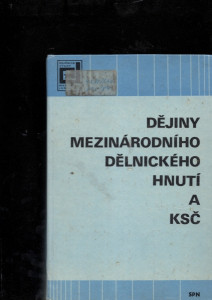 DĚJINY
MEZINÁRODNÍHO
DĚLNICKÉHO
HNUTÍ
A
KSČ
SPN